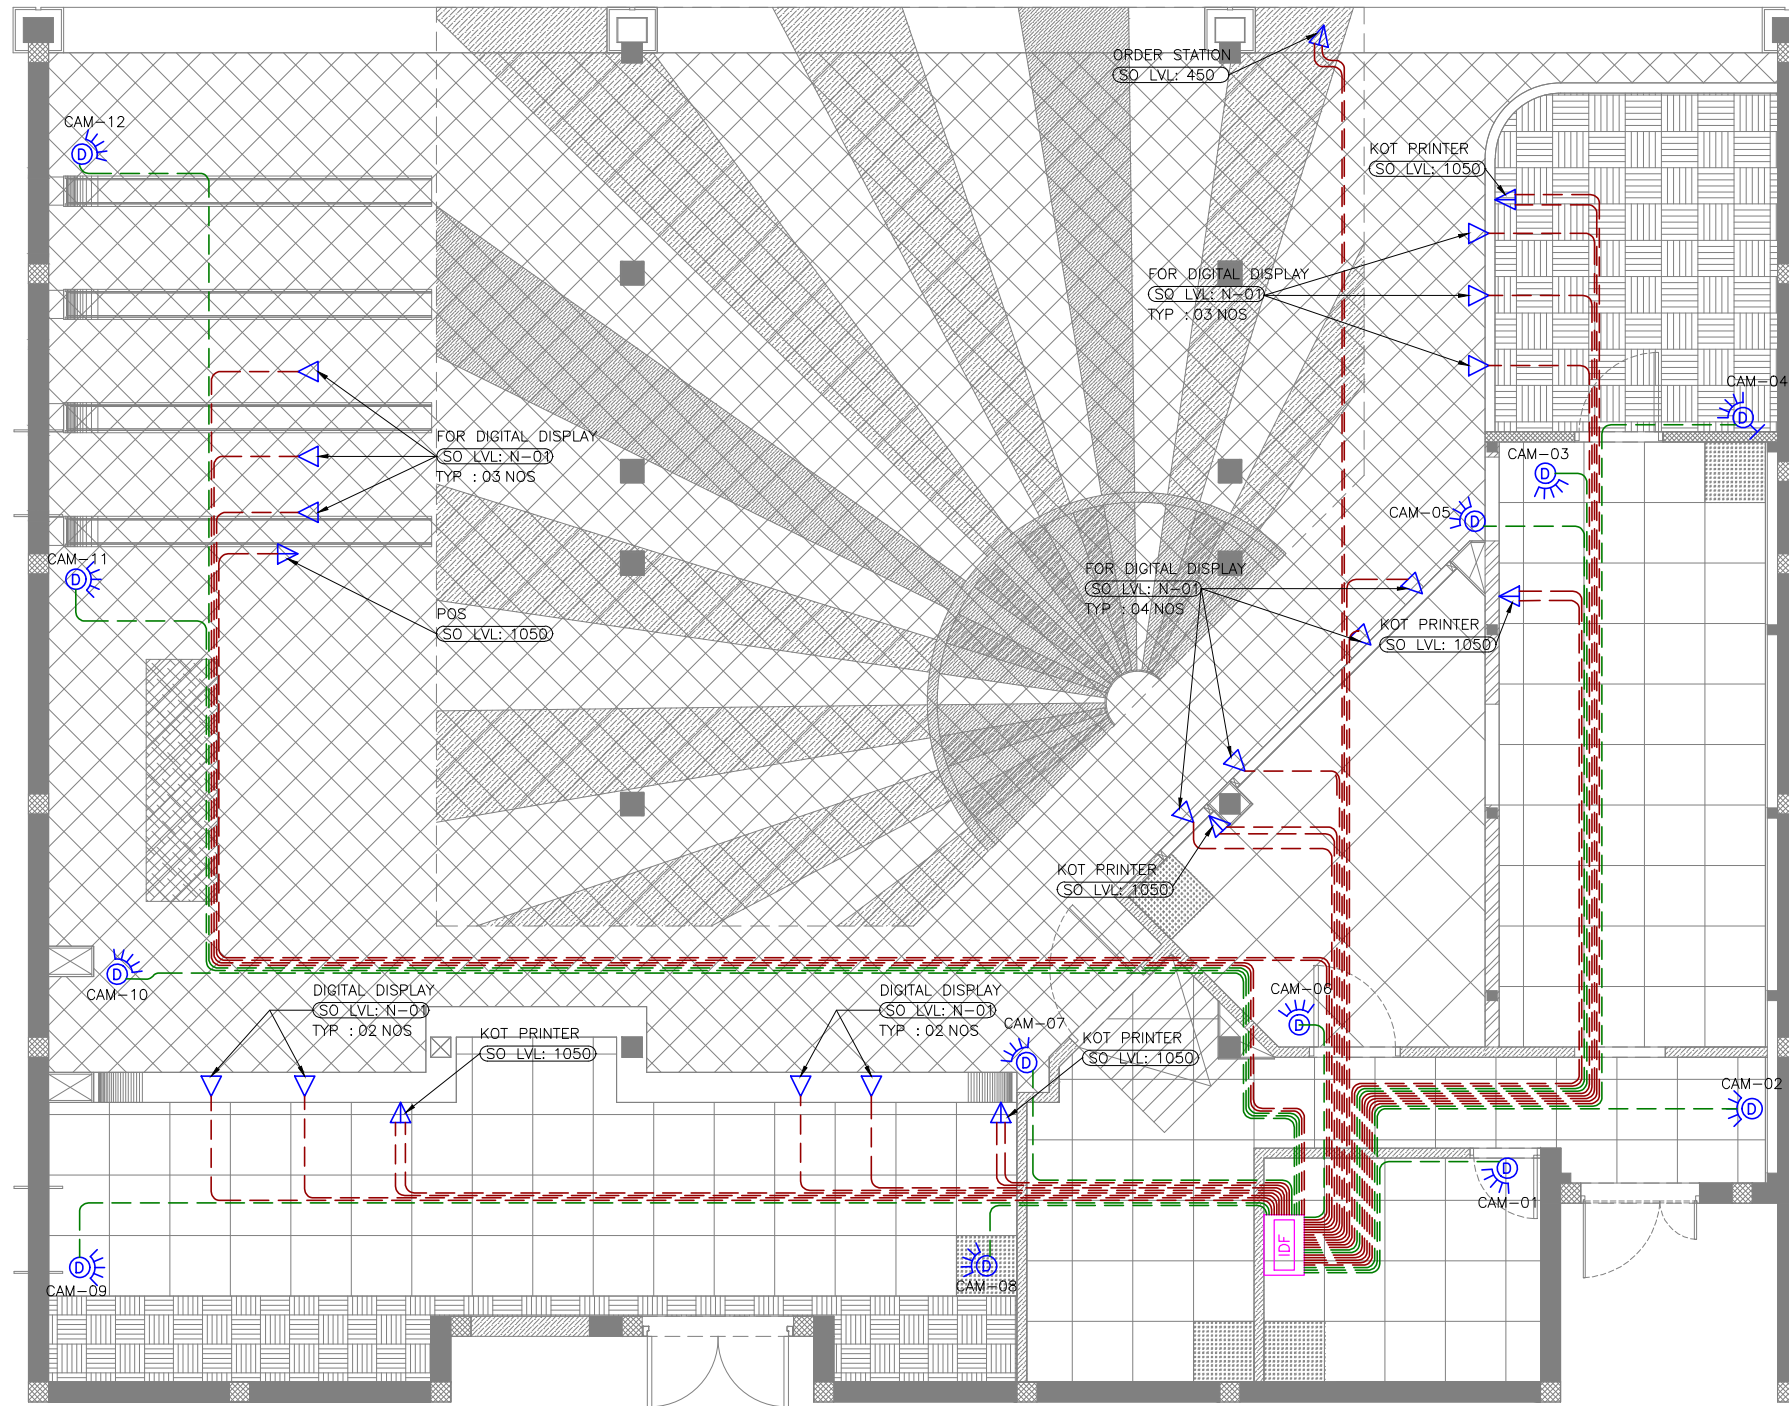 ORDER STATION
SO LVL: 450
CAM-12
KOT PRINTER
SO LVL: 1050
FOR DIGITAL DISPLAY
SO LVL: N-01
TYP : 03 NOS
CAM-04
FOR DIGITAL DISPLAY
SO LVL: N-01
TYP : 03 NOS
CAM-03
CAM-05
CAM-11
FOR DIGITAL DISPLAY
SO LVL: N-01
TYP : 04 NOS
POS
SO LVL: 1050
KOT PRINTER
SO LVL: 1050
KOT PRINTER
SO LVL: 1050
CAM-10
DIGITAL DISPLAY
SO LVL: N-01
TYP : 02 NOS
DIGITAL DISPLAY
SO LVL: N-01
TYP : 02 NOS
CAM-06
KOT PRINTER
SO LVL: 1050
CAM-07
KOT PRINTER
SO LVL: 1050
CAM-02
CAM-01
IDF
CAM-09
CAM-08
D
D
D
D
D
D
D
D
D
D
D
D